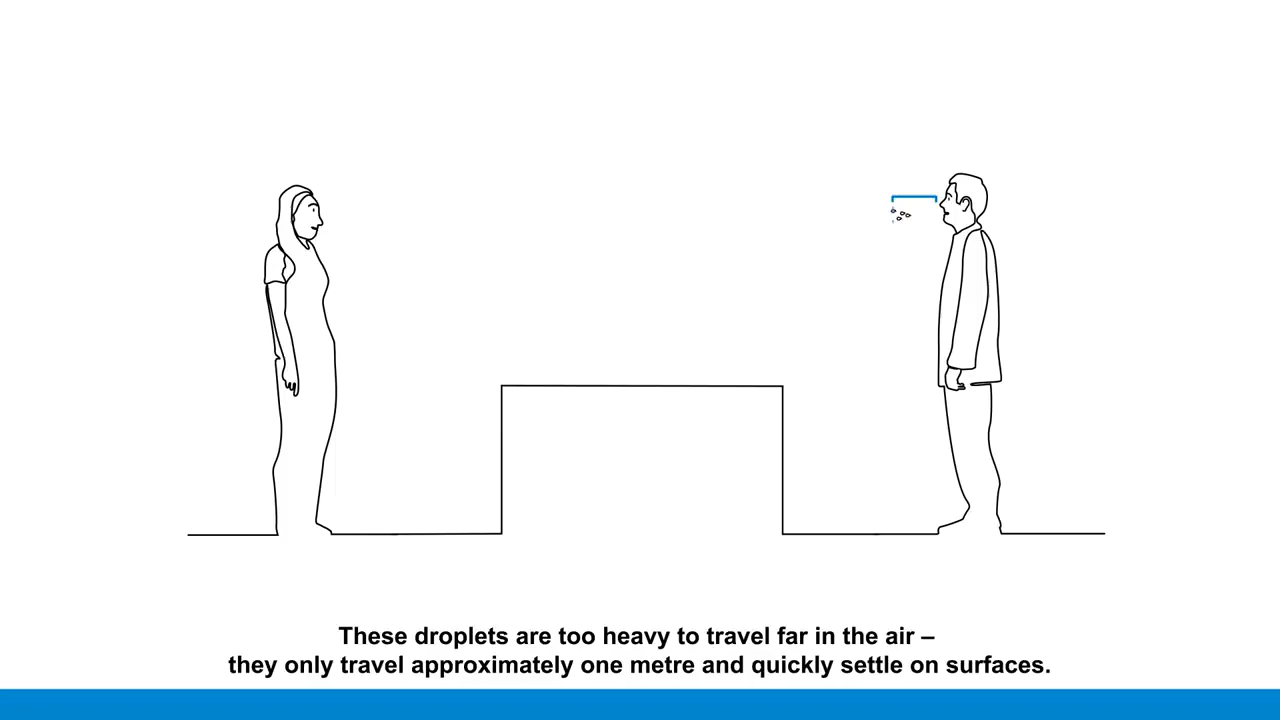 These droplets are too heavy to travel far in the air –
they only travel approximately one metre and quickly settle on surfaces.